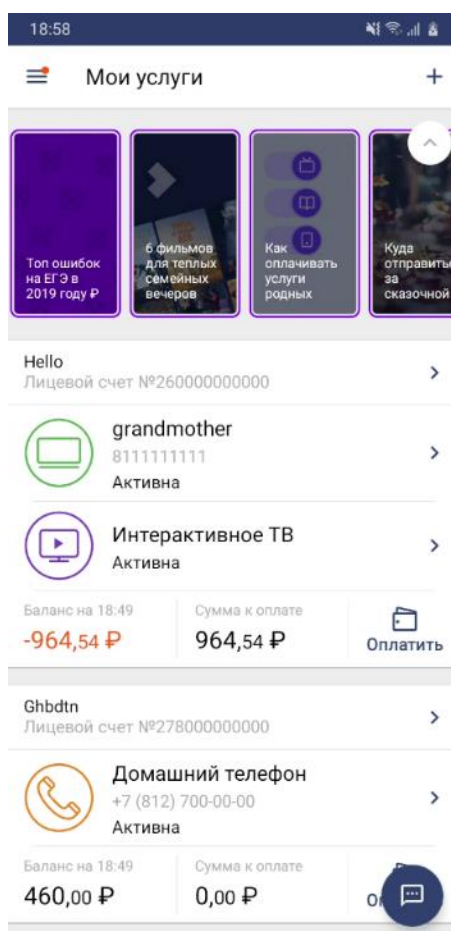 18:58
Мои услуги
Топ ошибок
на ЕГЭ в
2019 году ₽
6 фильмов
для теплых
семейных
вечеров
Как
оплачивать
услуги
родных
Куда
отправиться
за
сказочной
Hello
Лицевой счет №260000000000
grandmother
8111111111
Активна
Интерактивное ТВ
Активна
Баланс на 18:49
Сумма к оплате
-964,54 ₽
964,54 ₽
Оплатить
Ghbdtn
Лицевой счет №278000000000
Домашний телефон
+7 (812) 700-00-00
Активна
Баланс на 18:49
Сумма к оплате
460,00 ₽
0,00 ₽